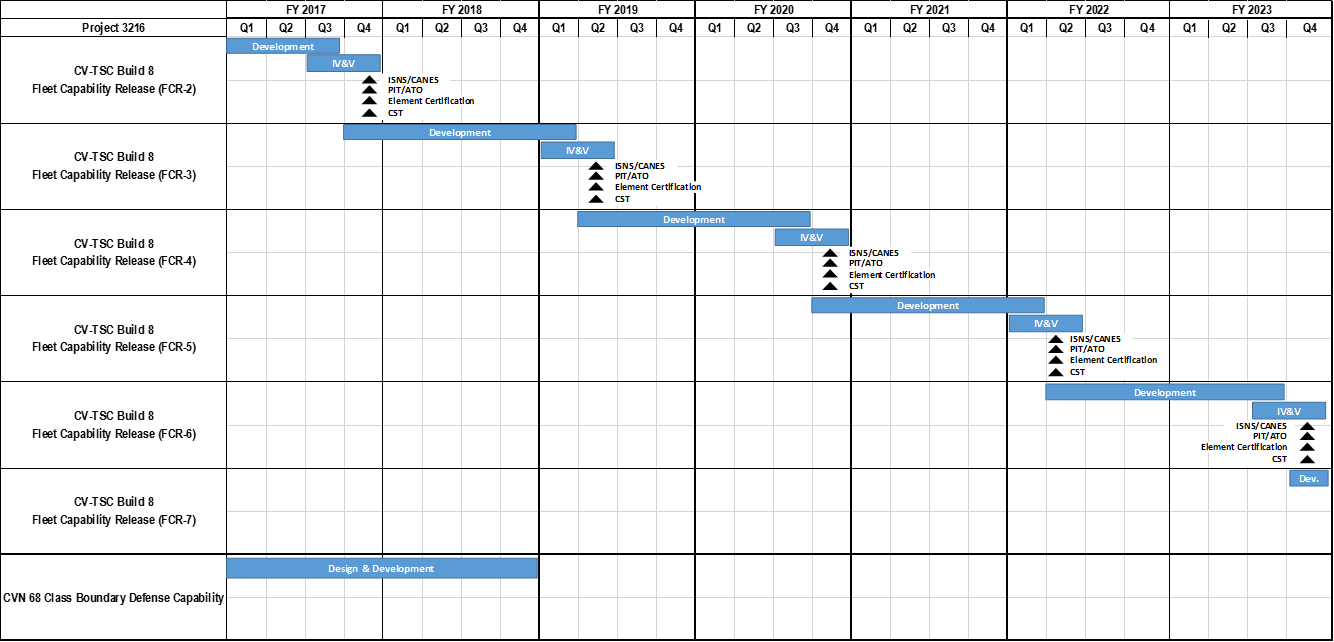 FY 2017 FY 2018 FY 2019 FY 2020 FY 2021 FY 2022 FY 2023
Project 3216 Q1 Q2 Q3 Q4 Q1 Q2 Q3 Q4 Q1 Q2 Q3 Q4 Q1 Q2 Q3 Q4 Q1 Q2 Q3 Q4 Q1 Q2 Q3 Q4 Q1 Q2 Q3 Q4
CV-TSC Build 8
Fleet Capability Release (FCR-2)
Development
IV&V
ISNS/CANES
PIT/ATO
Element Certification
CST
CV-TSC Build 8
Fleet Capability Release (FCR-3)
Development
IV&V
ISNS/CANES
PIT/ATO
Element Certification
CST
CV-TSC Build 8
Fleet Capability Release (FCR-4)
Development
IV&V
ISNS/CANES
PIT/ATO
Element Certification
CST
CV-TSC Build 8
Fleet Capability Release (FCR-5)
Development
IV&V
ISNS/CANES
PIT/ATO
Element Certification
CST
CV-TSC Build 8
Fleet Capability Release (FCR-6)
Development
IV&V
ISNS/CANES
PIT/ATO
Element Certification
CST
CV-TSC Build 8
Fleet Capability Release (FCR-7)
Dev.
CVN 68 Class Boundary Defense Capability
Design & Development